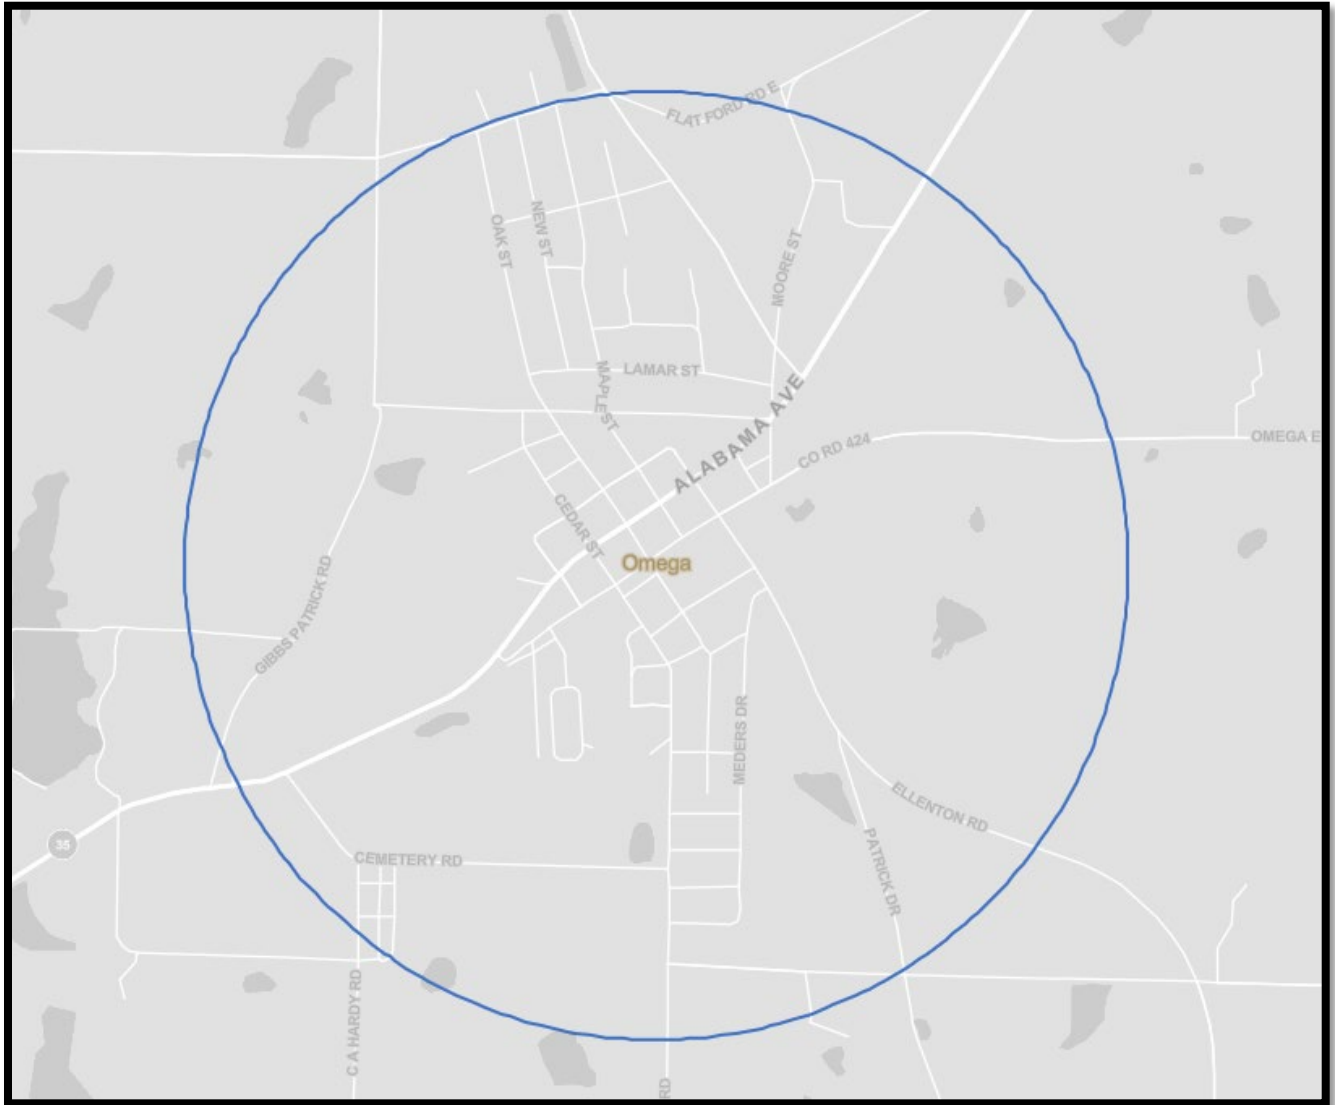 FLAT FORD RD E
OAK ST
NEW ST
MOORE ST
LAMAR ST
MAPLE ST
ALABAMA AVE
CO RD 424
OMEGA E
CEDAR ST
Omega
GIBBS PATRICK RD
MEDERS DR
ELLENTON RD
35
CEMETERY RD
PATRICK DR
C A HARDY RD
RD